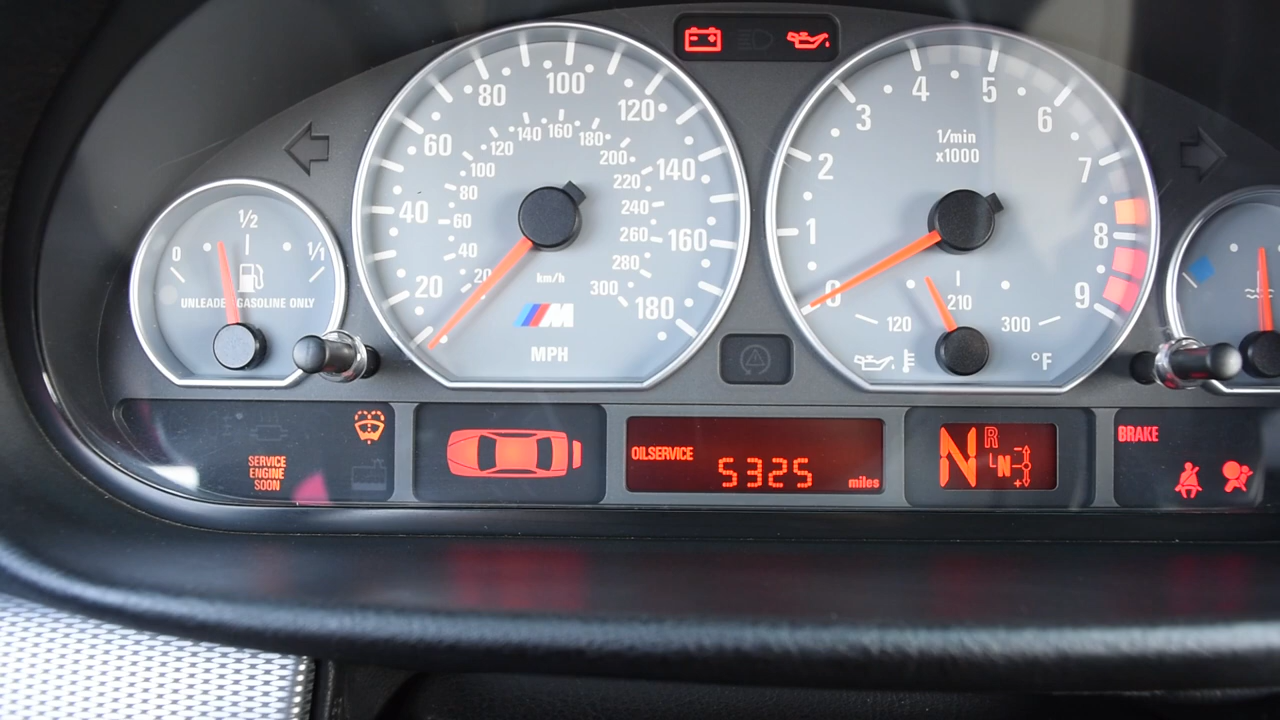 0
1/2
1/1
UNLEADED GASOLINE ONLY
20
40
60
80
100
120
140
160
180
20
40
60
80
100
120
140
160
180
200
220
240
260
280
300
km/h
M
MPH
0
1
2
3
4
5
6
7
8
9
1/min
x1000
120
210
300
°F
SERVICE
ENGINE
SOON
OILSERVICE
5325
miles
N
R
N
+
-
BRAKE